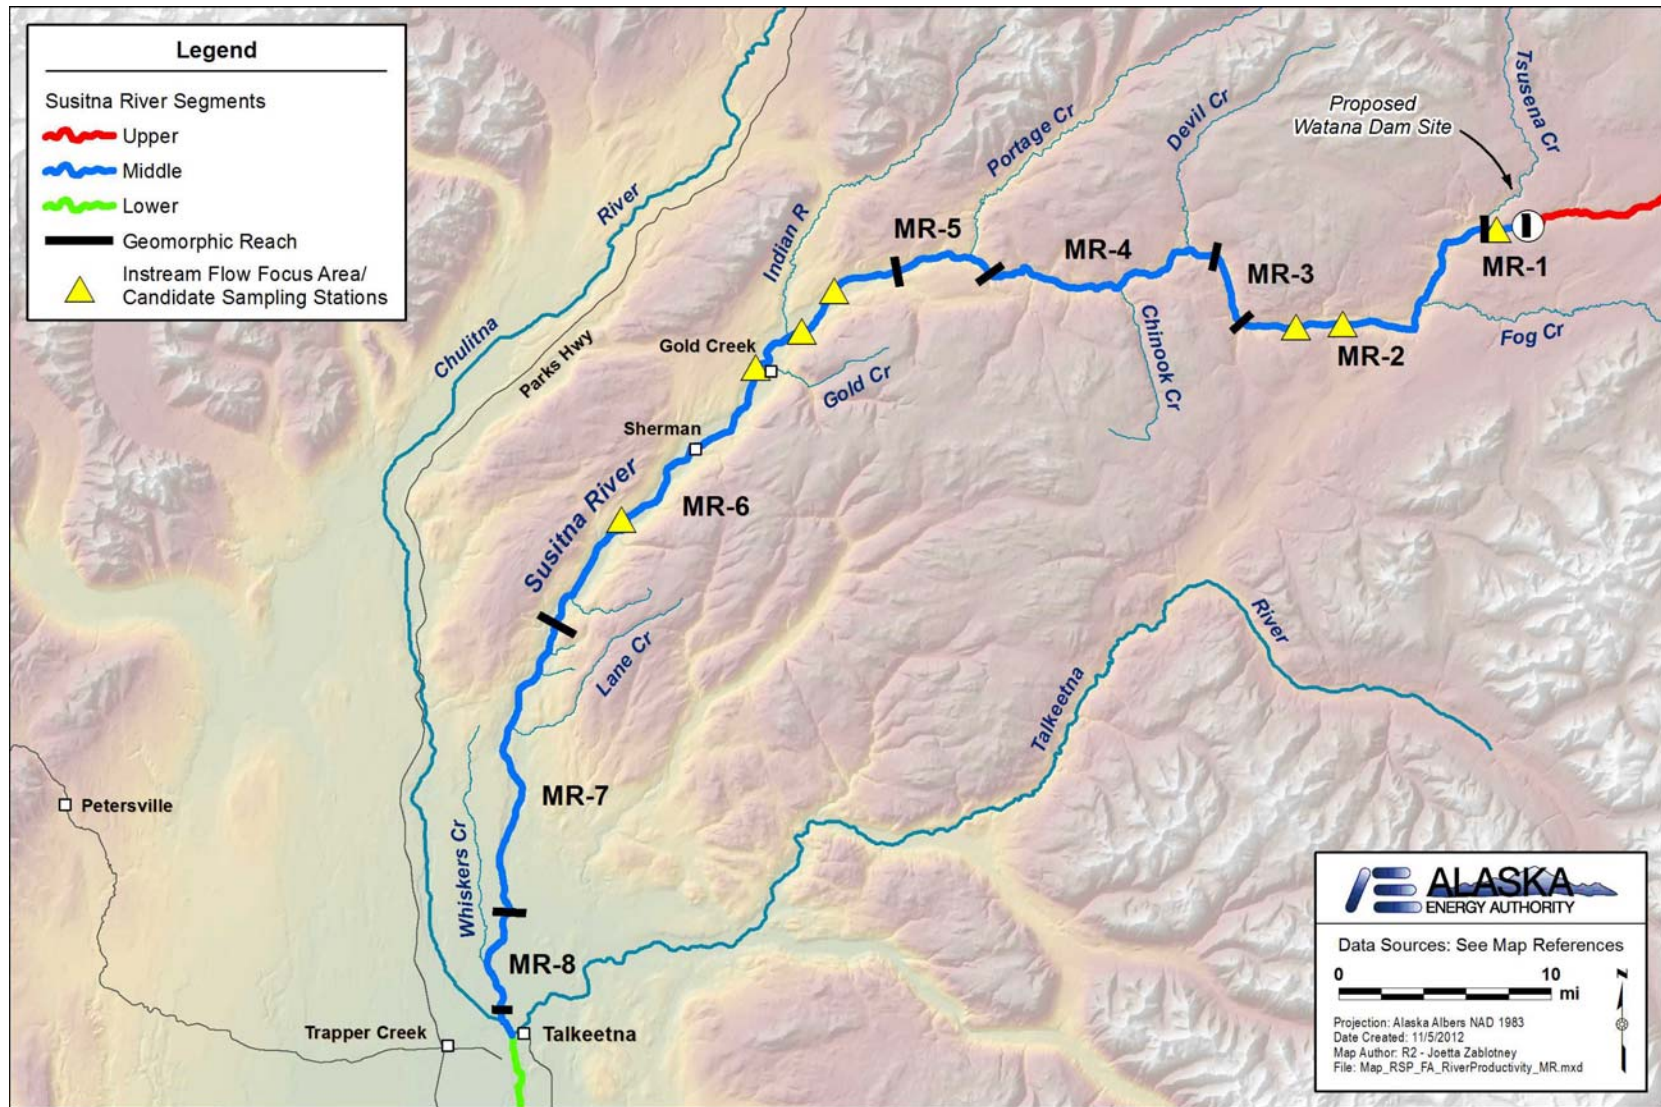 Legend
Susitna River Segments
Upper
Middle
Lower
Geomorphic Reach
Instream Flow Focus Area/
Candidate Sampling Stations
Proposed
Watana Dam Site
Tsusena Cr
Devil Cr
Portage Cr
River
Chulitna
Parks Hwy
Indian R
MR-5
MR-4
MR-3
MR-1
MR-2
Fog Cr
Chinook Cr
Gold Creek
Gold Cr
Sherman
MR-6
Susitna River
Lane Cr
River
Talkeetna
MR-7
Petersville
Whiskers Cr
MR-8
Trapper Creek
Talkeetna
ALASKA
ENERGY AUTHORITY
Data Sources: See Map References
0 10
mi
N
Projection: Alaska Albers NAD 1983
Date Created: 11/5/2012
Map Author: R2 - Joetta Zablotney
File: Map_RSP_FA_RiverProductivity_MR.mxd